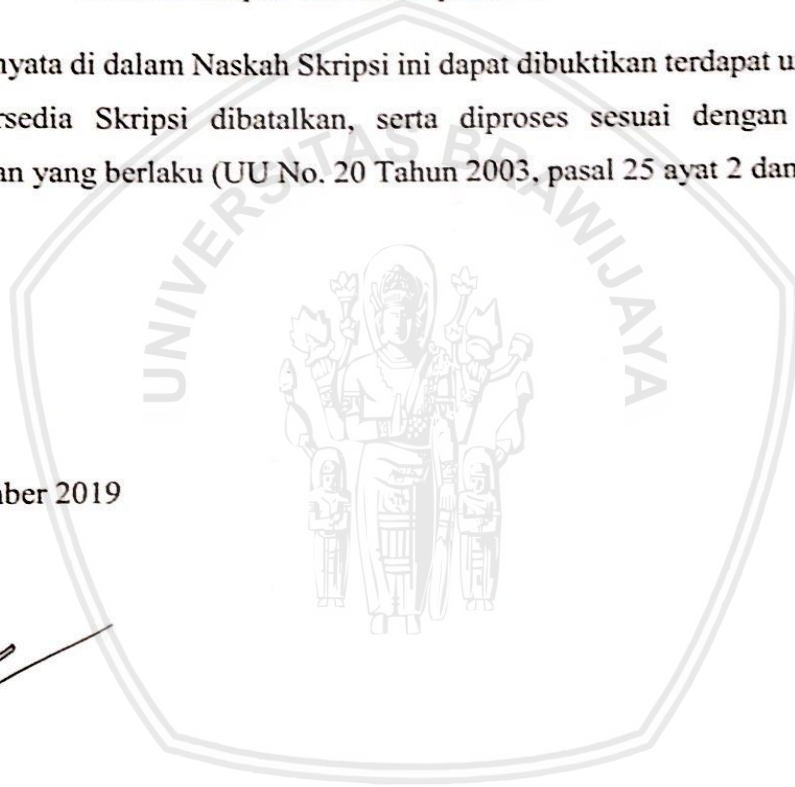 nyata di dalam Naskah Skripsi ini dapat dibuktikan terdapat u
rsedia Skripsi dibatalkan, serta diproses sesuai dengan
an yang berlaku (UU No. 20 Tahun 2003, pasal 25 ayat 2 dan
UNIVERSITAS BRAWIJAYA
ber 2019